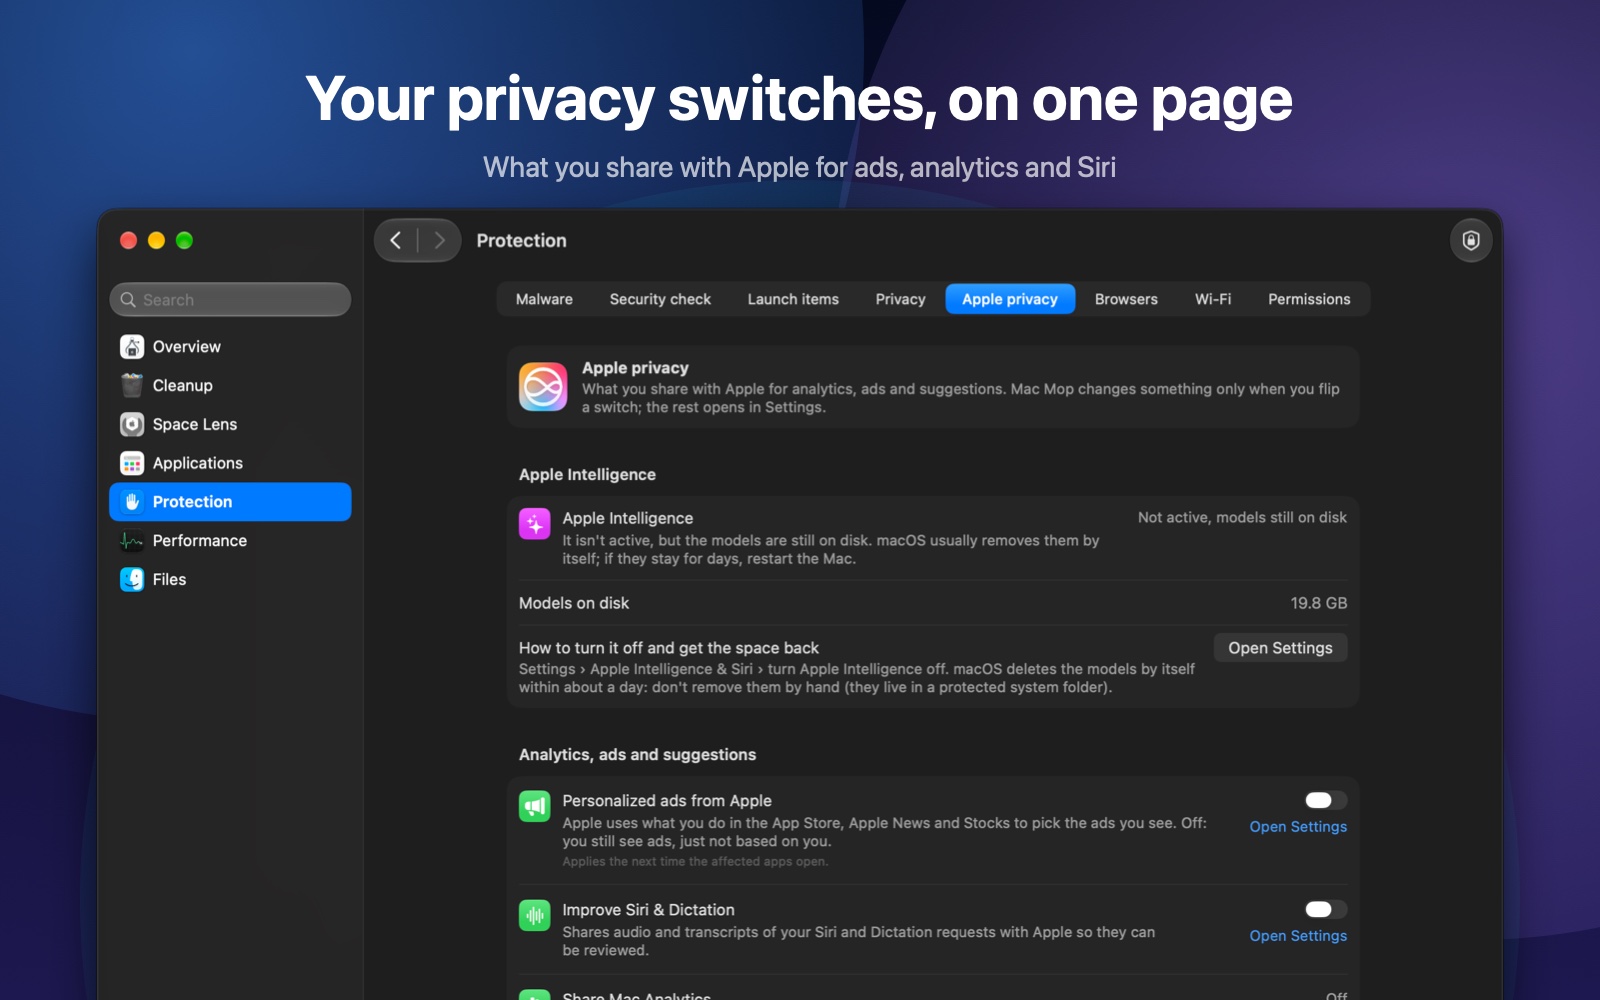 Your privacy switches, on one page
What you share with Apple for ads, analytics and Siri
Protection
Search
Overview
Cleanup
Space Lens
Applications
Protection
Performance
Files
Malware
Security check
Launch items
Privacy
Apple privacy
Browsers
Wi-Fi
Permissions
Apple privacy
What you share with Apple for analytics, ads and suggestions. Mac Mop changes something only when you flip
a switch; the rest opens in Settings.
Apple Intelligence
Apple Intelligence
Not active, models still on disk
It isn't active, but the models are still on disk. macOS usually removes them by
itself; if they stay for days, restart the Mac.
Models on disk
19.8 GB
How to turn it off and get the space back
Open Settings
Settings › Apple Intelligence & Siri › turn Apple Intelligence off. macOS deletes the models by itself
within about a day: don't remove them by hand (they live in a protected system folder).
Analytics, ads and suggestions
Personalized ads from Apple
Apple uses what you do in the App Store, Apple News and Stocks to pick the ads you see. Off:
you still see ads, just not based on you.
Applies the next time the affected apps open.
Open Settings
Improve Siri & Dictation
Shares audio and transcripts of your Siri and Dictation requests with Apple so they can
be reviewed.
Open Settings
Share Mac Analytics
Off